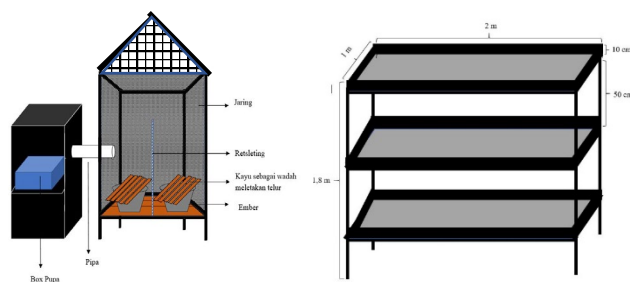 Jaring
Retsleting
Kayu sebagai wadah
meletakan telur
Ember
Pipa
Box Pupa
2 m
1 m
10 cm
50 cm
1,8 m